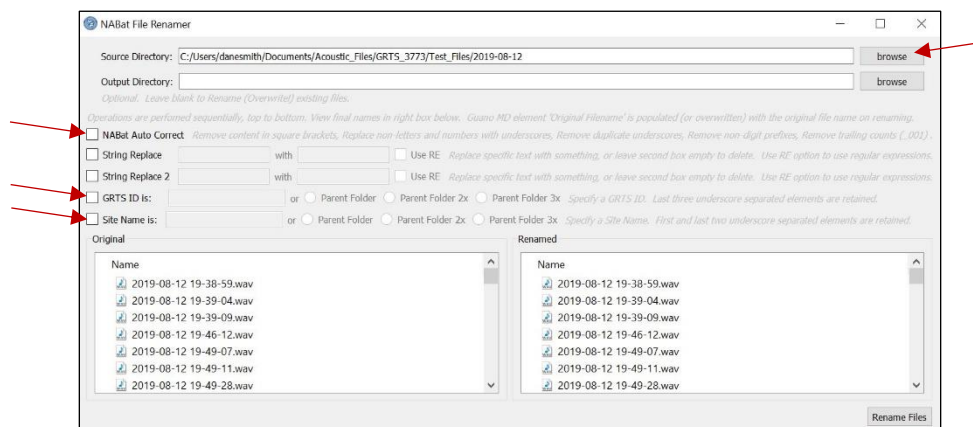 NABat File Renamer
Source Directory: C:/Users/danesmith/Documents/Acoustic_Files/GRTS_3773/Test_Files/2019-08-12 browse
Output Directory: browse
Optional. Leave blank to Rename (Overwrite!) existing files.
Operations are perfomed sequentially, top to bottom. View final names in right box below. Guano MD element 'Original Filename' is populated (or overwritten) with the original file name on renaming.
NABat Auto Correct Remove content in square brackets, Replace non-letters and numbers with underscores, Remove duplicate underscores, Remove non-digit prefixes, Remove trailing counts (_001) .
String Replace with Use RE Replace specific text with something, or leave second box empty to delete. Use RE option to use regular expressions.
String Replace 2 with Use RE Replace specific text with something, or leave second box empty to delete. Use RE option to use regular expressions.
GRTS ID is: or Parent Folder Parent Folder 2x Parent Folder 3x Specify a GRTS ID. Last three underscore separated elements are retained.
Site Name is: or Parent Folder Parent Folder 2x Parent Folder 3x Specify a Site Name. First and last two underscore separated elements are retained.
Original Renamed
Name Name
2019-08-12 19-38-59.wav 2019-08-12 19-38-59.wav
2019-08-12 19-39-04.wav 2019-08-12 19-39-04.wav
2019-08-12 19-39-09.wav 2019-08-12 19-39-09.wav
2019-08-12 19-46-12.wav 2019-08-12 19-46-12.wav
2019-08-12 19-49-07.wav 2019-08-12 19-49-07.wav
2019-08-12 19-49-11.wav 2019-08-12 19-49-11.wav
2019-08-12 19-49-28.wav 2019-08-12 19-49-28.wav
Rename Files